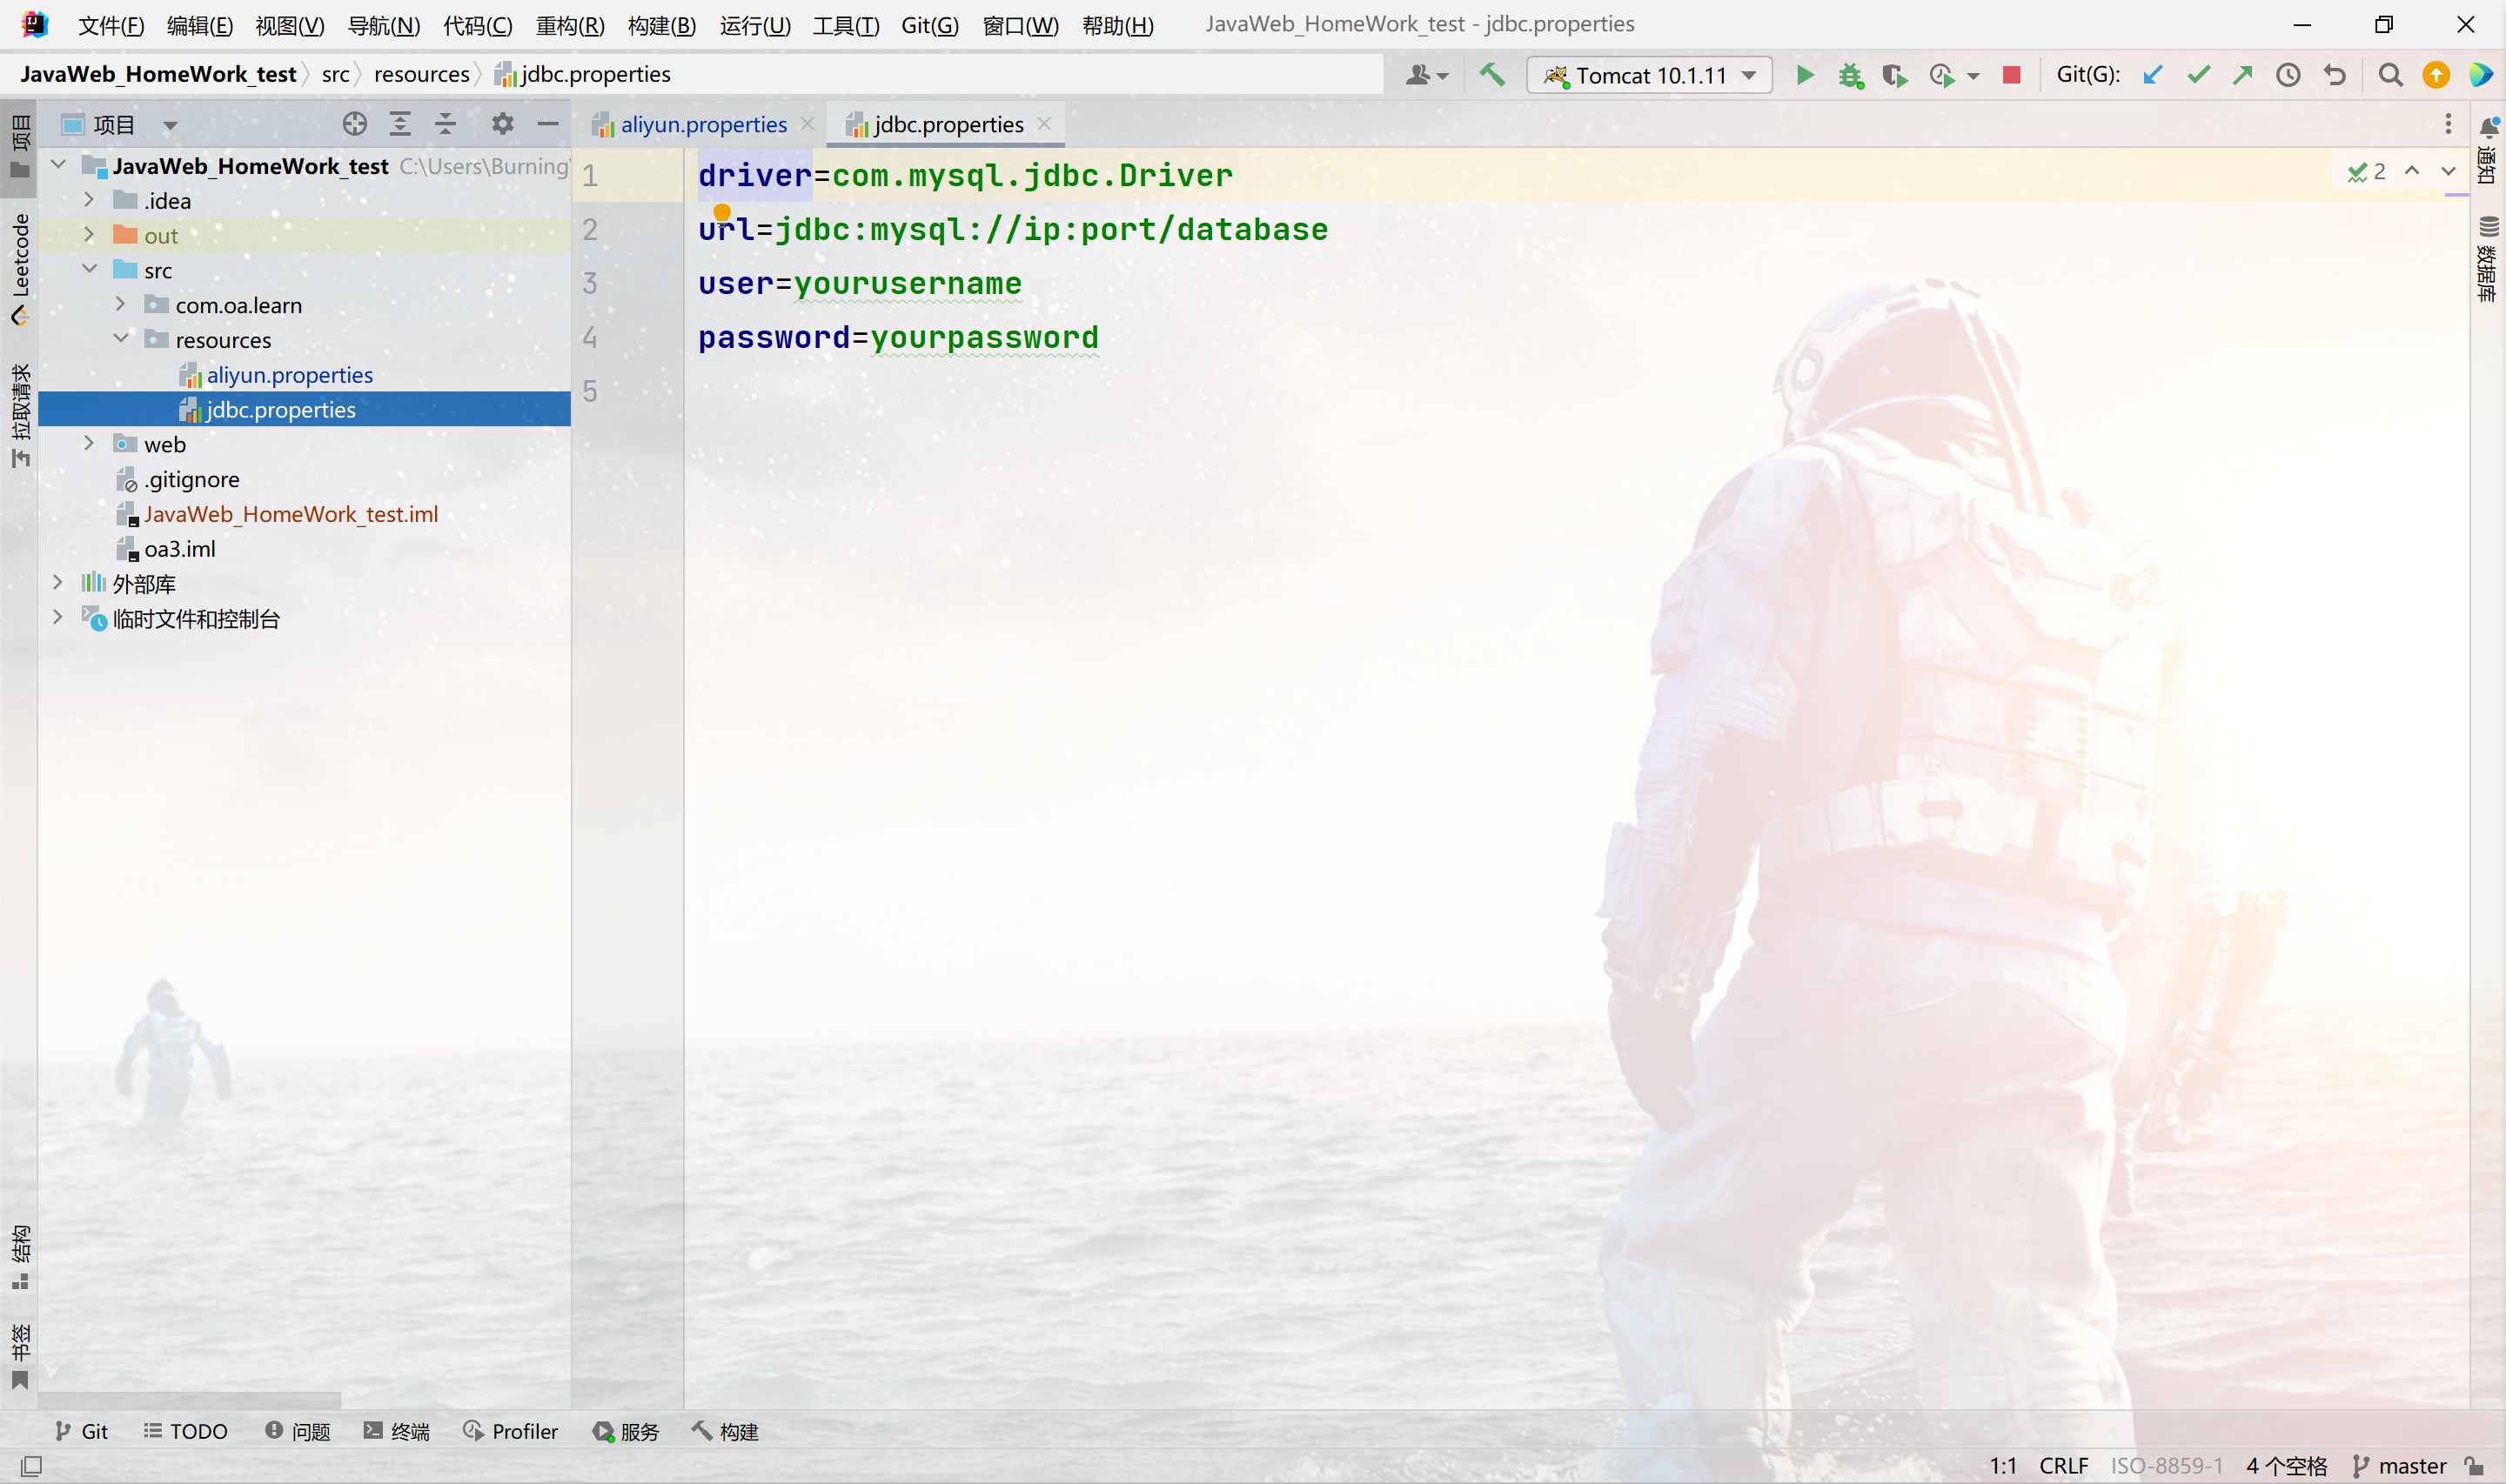 文件(F) 编辑(E) 视图(V) 导航(N) 代码(C) 重构(R) 构建(B) 运行(U) 工具(T) Git(G) 窗口(W) 帮助(H) JavaWeb_HomeWork_test - jdbc.properties
JavaWeb_HomeWork_test src resources jdbc.properties Tomcat 10.1.11 Git(G):
项目
Leetcode
拉取请求
结构
书签
项目
JavaWeb_HomeWork_test C:\Users\Burning
.idea
out
src
com.oa.learn
resources
aliyun.properties
jdbc.properties
web
.gitignore
JavaWeb_HomeWork_test.iml
oa3.iml
外部库
临时文件和控制台
aliyun.properties jdbc.properties
1 driver=com.mysql.jdbc.Driver
2 url=jdbc:mysql://ip:port/database
3 user=yourusername
4 password=yourpassword
5
2
通知
数据库
Git TODO 问题 终端 Profiler 服务 构建
1:1 CRLF ISO-8859-1 4 个空格 master